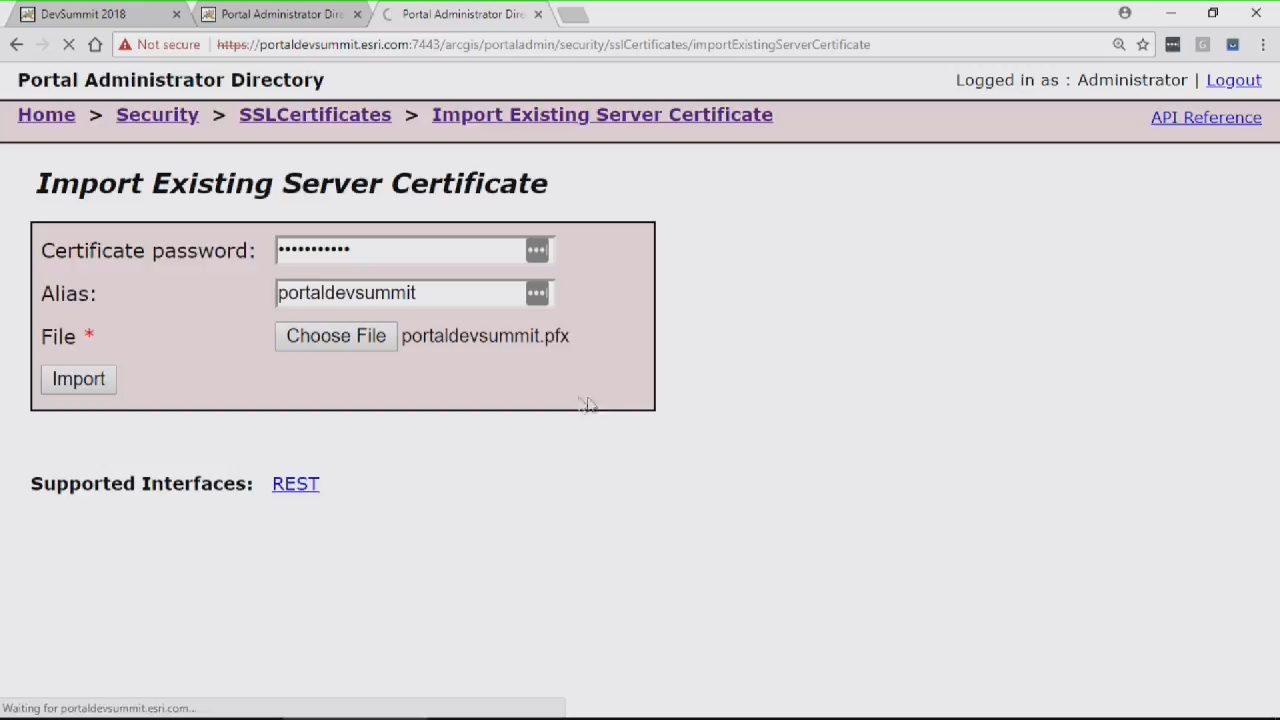 DevSummit 2018
Portal Administrator Dire
Portal Administrator Dire
Not secure | https://portaldevsummit.esri.com:7443/arcgis/portaladmin/security/sslCertificates/importExistingServerCertificate
Portal Administrator Directory
Logged in as : Administrator | Logout
Home > Security > SSLCertificates > Import Existing Server Certificate
API Reference
Import Existing Server Certificate
Certificate password: •••••••••••
Alias: portaldevsummit
File * Choose File portaldevsummit.pfx
Import
Supported Interfaces: REST
Waiting for portaldevsummit.esri.com...